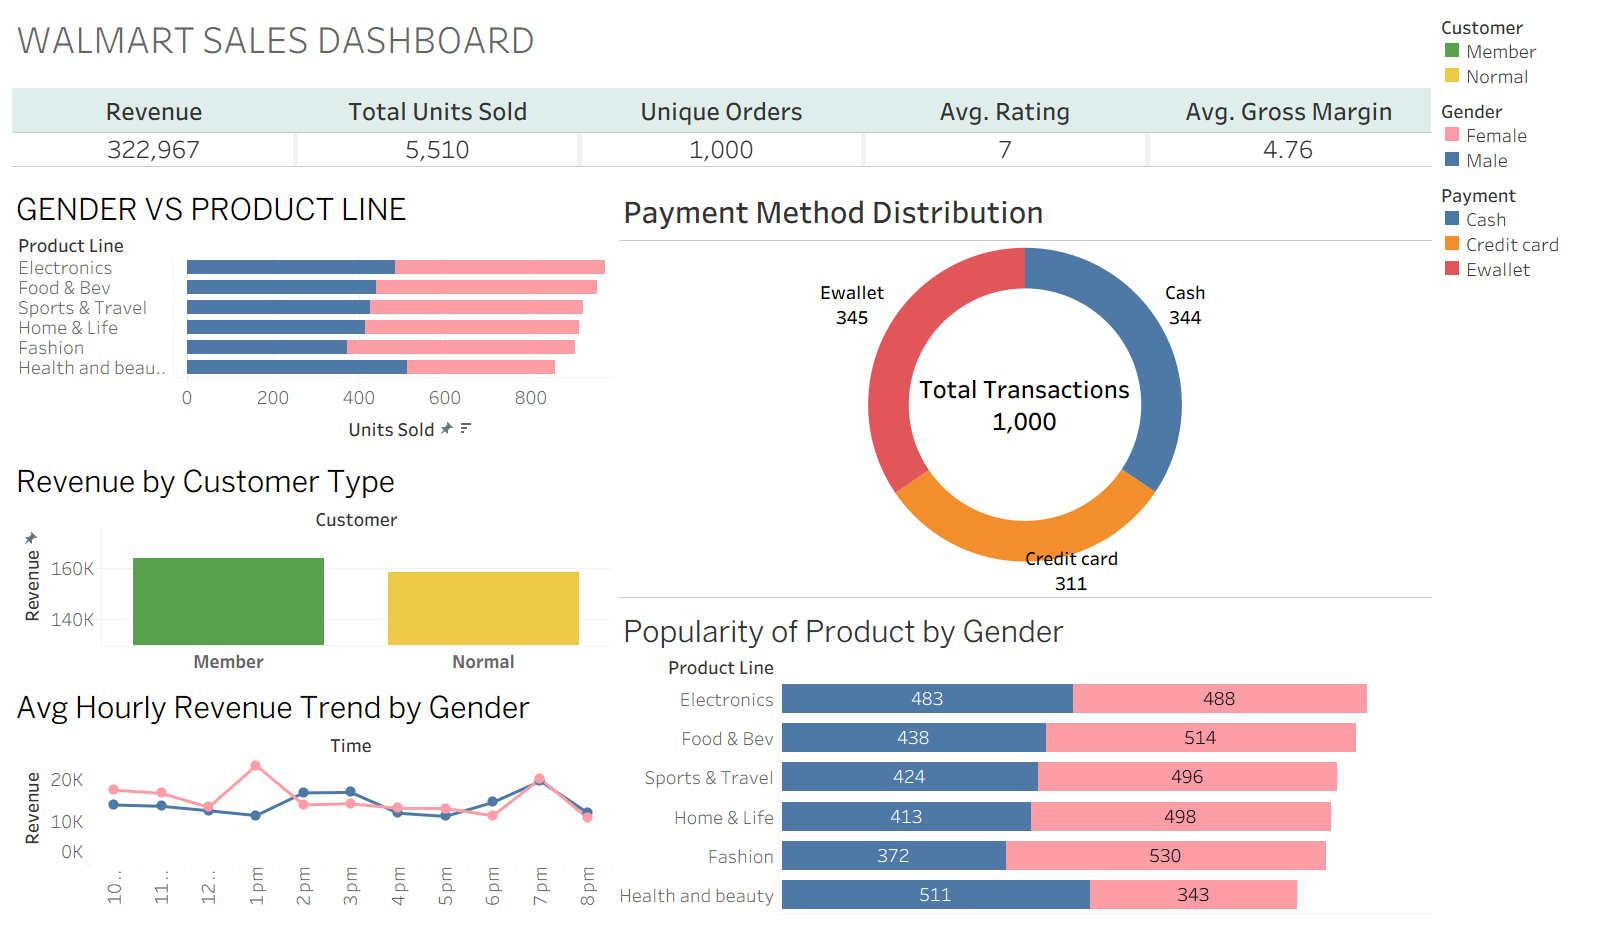 WALMART SALES DASHBOARD
Revenue Total Units Sold Unique Orders Avg. Rating Avg. Gross Margin
322,967 5,510 1,000 7 4.76
Customer
Member
Normal
Gender
Female
Male
Payment
Cash
Credit card
Ewallet
GENDER VS PRODUCT LINE
Product Line
Electronics
Food & Bev
Sports & Travel
Home & Life
Fashion
Health and beau..
0 200 400 600 800
Units Sold
Payment Method Distribution
Ewallet
345
Cash
344
Total Transactions
1,000
Credit card
311
Revenue by Customer Type
Customer
Revenue
160K
140K
Member Normal
Avg Hourly Revenue Trend by Gender
Time
Revenue
20K
10K
0K
10.. 11.. 12.. 1pm 2pm 3pm 4pm 5pm 6pm 7pm 8pm
Popularity of Product by Gender
Product Line
Electronics 483 488
Food & Bev 438 514
Sports & Travel 424 496
Home & Life 413 498
Fashion 372 530
Health and beauty 511 343